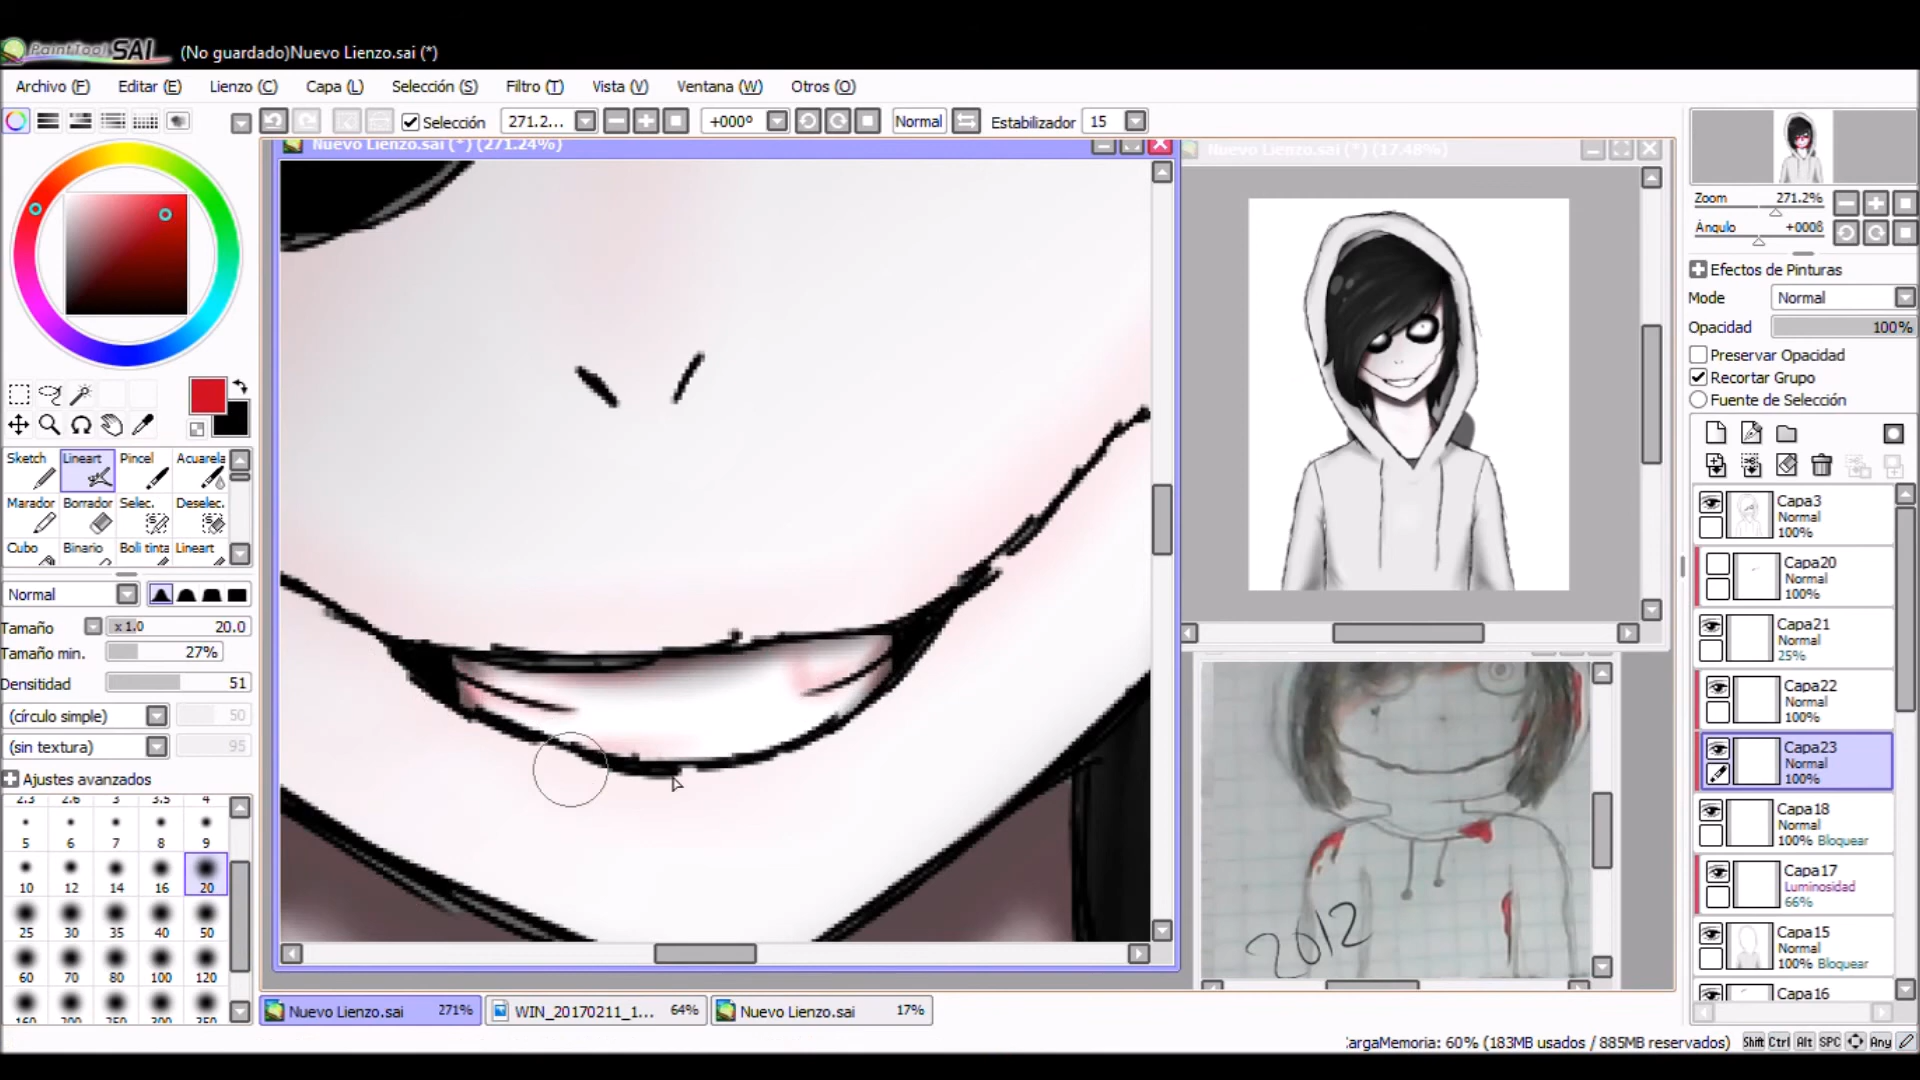 PaintTool SAI (No guardado)Nuevo Lienzo.sai (*)
Archivo (F) Editar (E) Lienzo (C) Capa (L) Selección (S) Filtro (T) Vista (V) Ventana (W) Otros (O)
Selección 271.2... +000º Normal Estabilizador 15
Nuevo Lienzo.sai (*) (271.24%)
Nuevo Lienzo.sai (*) (17.48%)
Zoom 271.2%
Ángulo
Efectos de Pinturas
Mode Normal
Opacidad 100%
Preservar Opacidad
Recortar Grupo
Fuente de Selección
Sketch Lineart Pincel Acuarela
Marador Borrador Selec. Deselec.
Cubo Binario Boli tinta Lineart
Normal
Tamaño x 1.0 20.0
Tamaño min. 27%
Densitidad 51
(círculo simple) 50
(sin textura) 95
Ajustes avanzados
2.3 2.6 3 3.5 4
5 6 7 8 9
10 12 14 16 20
25 30 35 40 50
60 70 80 100 120
160 200 250 300 350
Capa3
Normal
100%
Capa20
Normal
100%
Capa21
Normal
25%
Capa22
Normal
100%
Capa23
Normal
100%
Capa18
Normal
100% Bloquear
Capa17
Luminosidad
66%
Capa15
Normal
100% Bloquear
Capa16
2012
Nuevo Lienzo.sai 271% WIN_20170211_1... 64% Nuevo Lienzo.sai 17%
CargaMemoria: 60% (183MB usados / 885MB reservados) Shift Ctrl Alt SPC Any